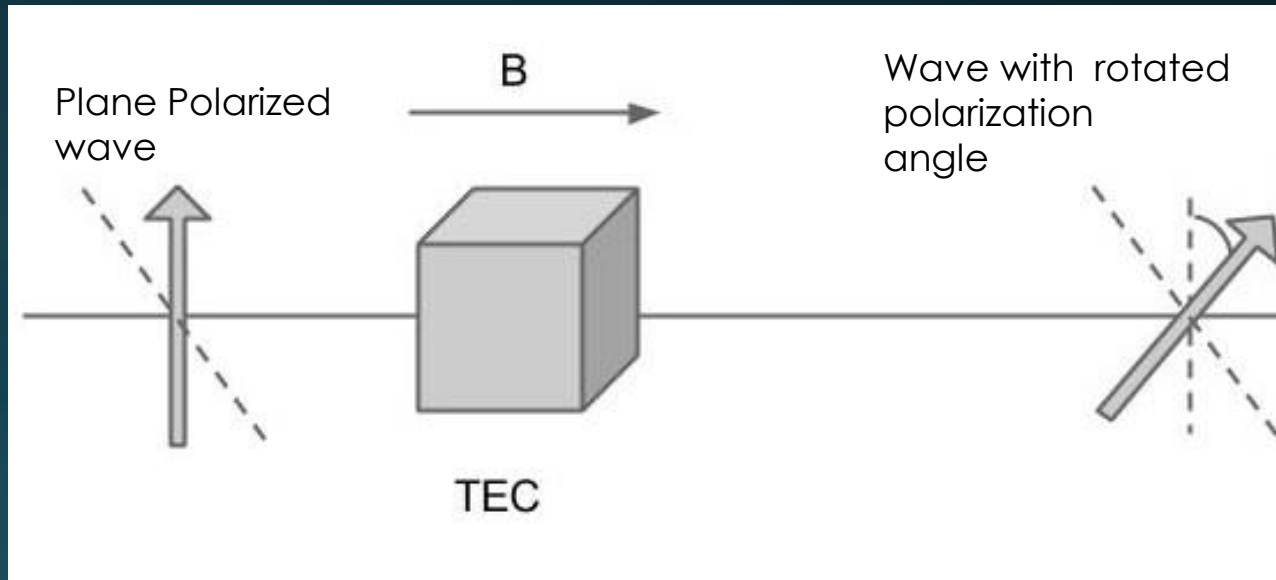 B
Plane Polarized
wave
Wave with rotated
polarization
angle
TEC